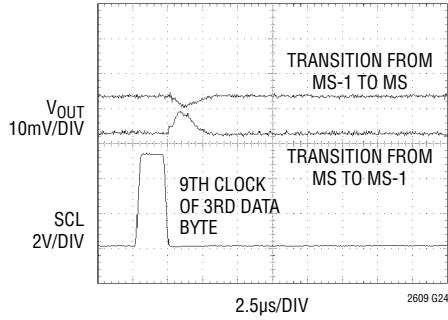 TRANSITION FROM
MS-1 TO MS
VOUT
10mV/DIV
TRANSITION FROM
MS TO MS-1
9TH CLOCK
OF 3RD DATA
BYTE
SCL
2V/DIV
2.5µs/DIV
2609 G24